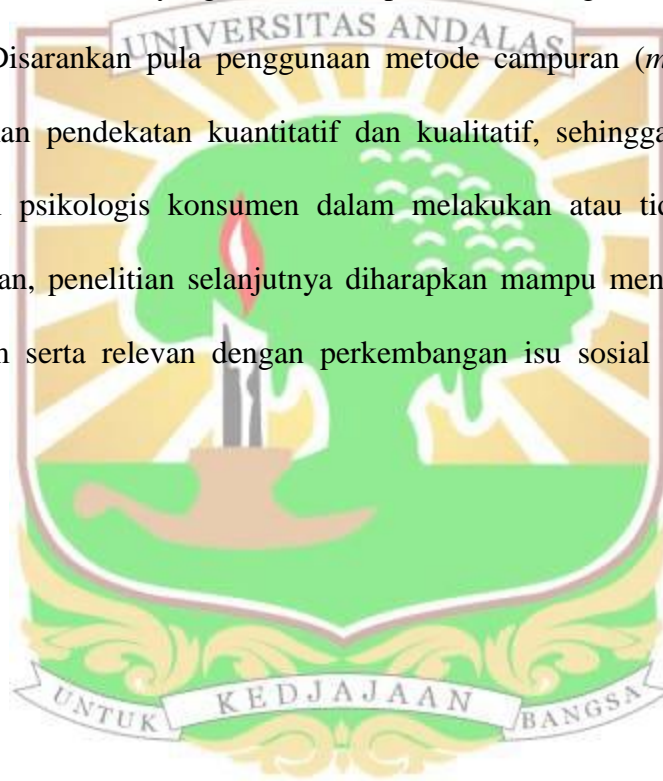 UNIVERSITAS ANDALAS
Disarankan pula penggunaan metode campuran (m
an pendekatan kuantitatif dan kualitatif, sehingga
psikologis konsumen dalam melakukan atau tid
an, penelitian selanjutnya diharapkan mampu men
serta relevan dengan perkembangan isu sosial
UNTUK KEDJAJAAN BANGSA